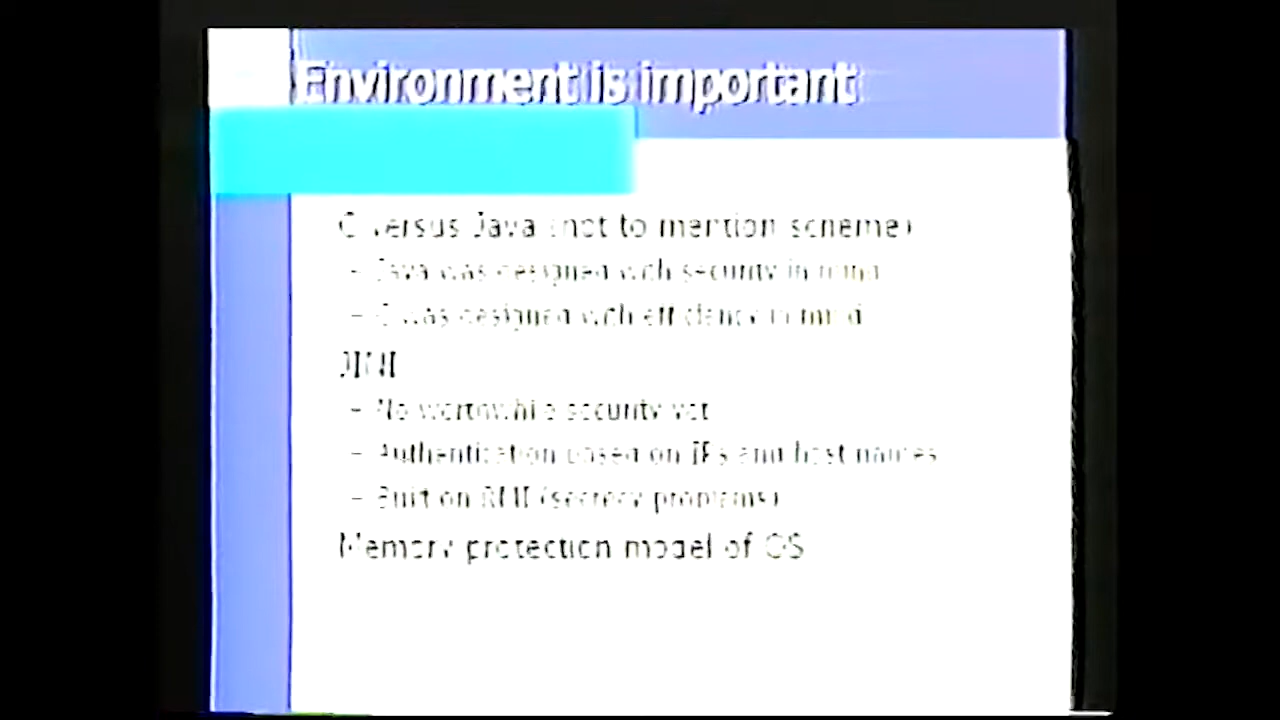 Environment is important
C versus Java (not to mention scheme)
- Java was designed with security in mind
- C was designed with efficiency in mind
JINI
- No worthwhile security yet
- Authentication based on IPs and host names
- Built on RMI (secrecy problems)
Memory protection model of OS